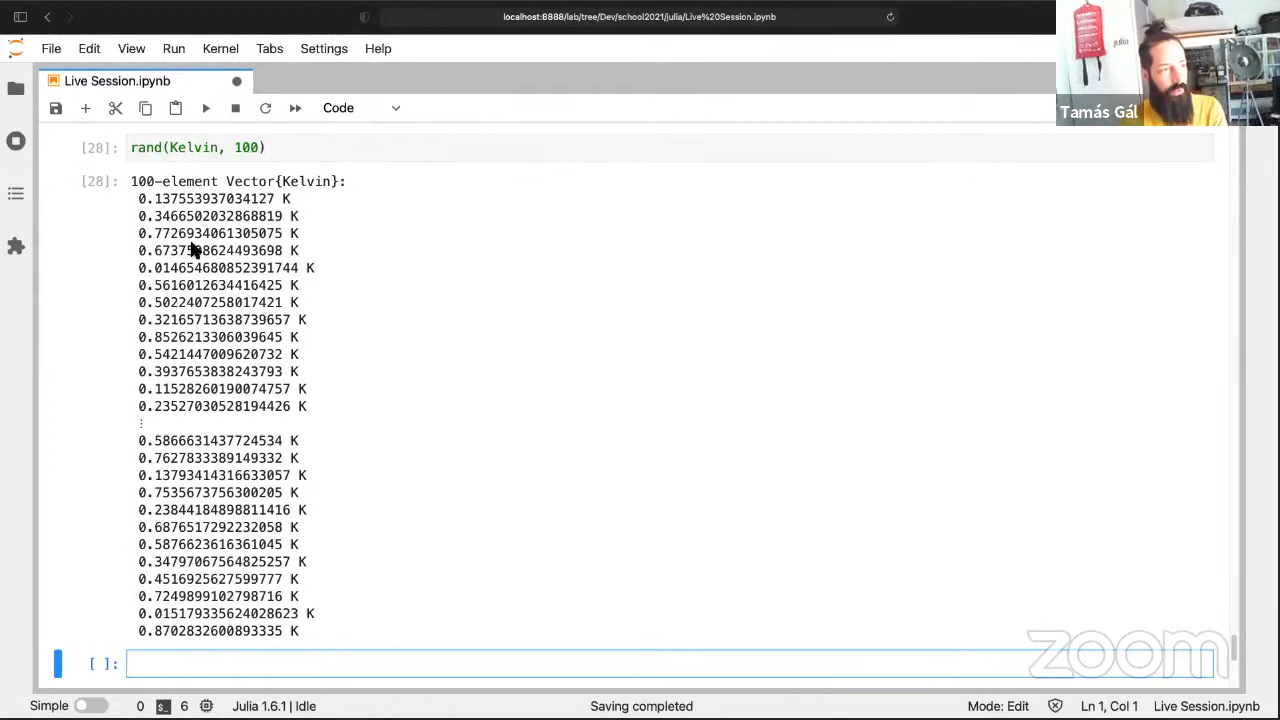 localhost:8888/lab/tree/Dev/school2021/julia/Live%20Session.ipynb
File Edit View Run Kernel Tabs Settings Help
julia
Tamás Gál
Live Session.ipynb
Code
[28]: rand(Kelvin, 100)
[28]: 100-element Vector{Kelvin}:
0.137553937034127 K
0.3466502032868819 K
0.7726934061305075 K
0.014654680852391744 K
0.5616012634416425 K
0.5022407258017421 K
0.32165713638739657 K
0.8526213306039645 K
0.5421447009620732 K
0.3937653838243793 K
0.11528260190074757 K
0.23527030528194426 K
⋮
0.5866631437724534 K
0.7627833389149332 K
0.13793414316633057 K
0.7535673756300205 K
0.23844184898811416 K
0.6876517292232058 K
0.5876623616361045 K
0.34797067564825257 K
0.4516925627599777 K
0.7249899102798716 K
0.015179335624028623 K
0.8702832600893335 K
[ ]:
zoom
Simple 0 $_ 6 Julia 1.6.1 | Idle Saving completed Mode: Edit Ln 1, Col 1 Live Session.ipynb